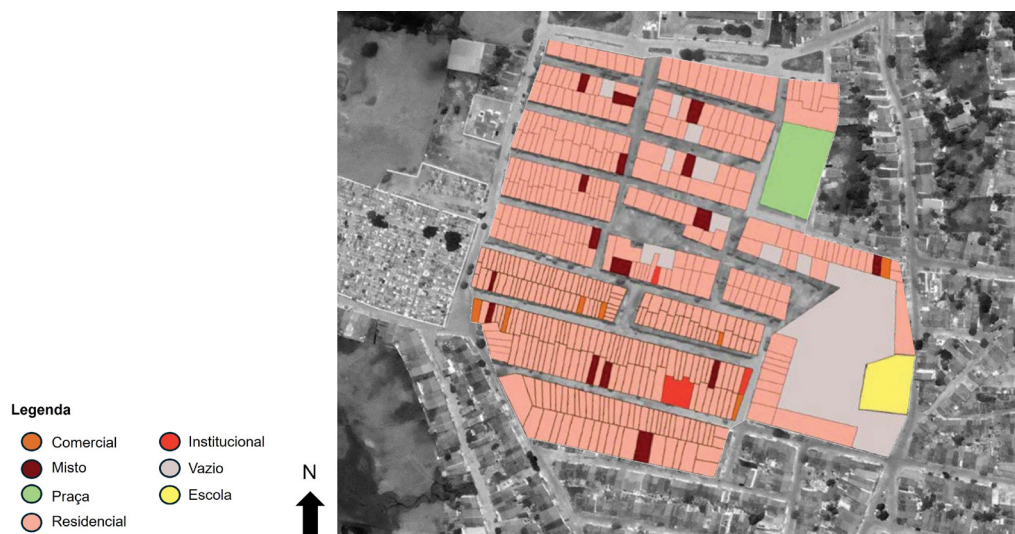 Legenda
Comercial
Misto
Praça
Residencial
Institucional
Vazio
Escola
N